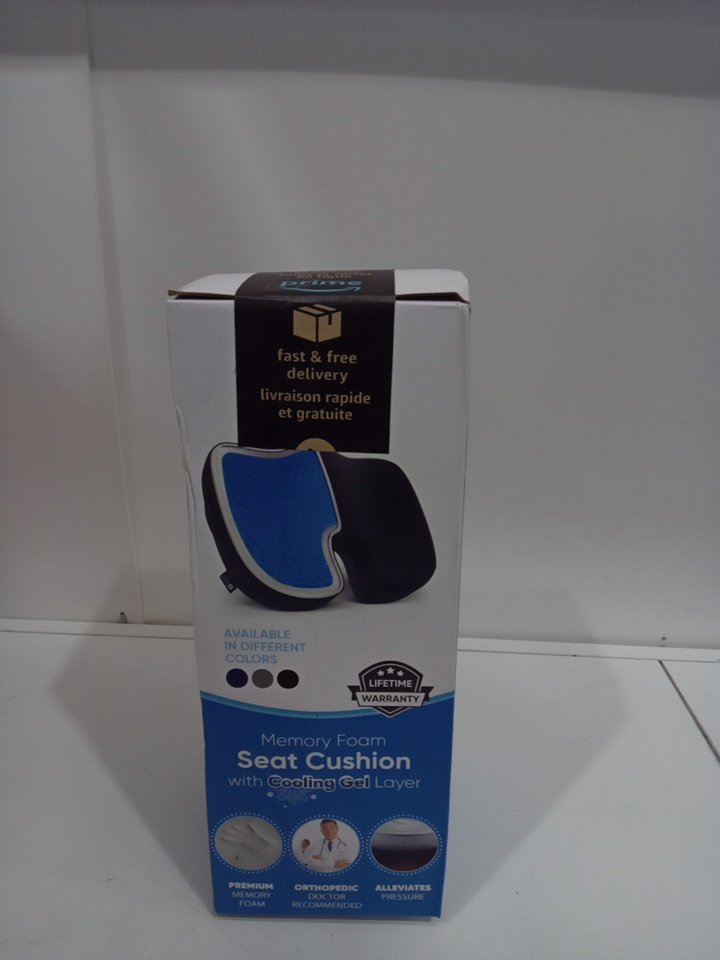 prime
fast & free
delivery
livraison rapide
et gratuite
AVAILABLE
IN DIFFERENT
COLORS
LIFETIME
WARRANTY
Memory Foam
Seat Cushion
with Cooling Gel Layer
PREMIUM
MEMORY
FOAM
ORTHOPEDIC
DOCTOR
RECOMMENDED
ALLEVIATES
PRESSURE